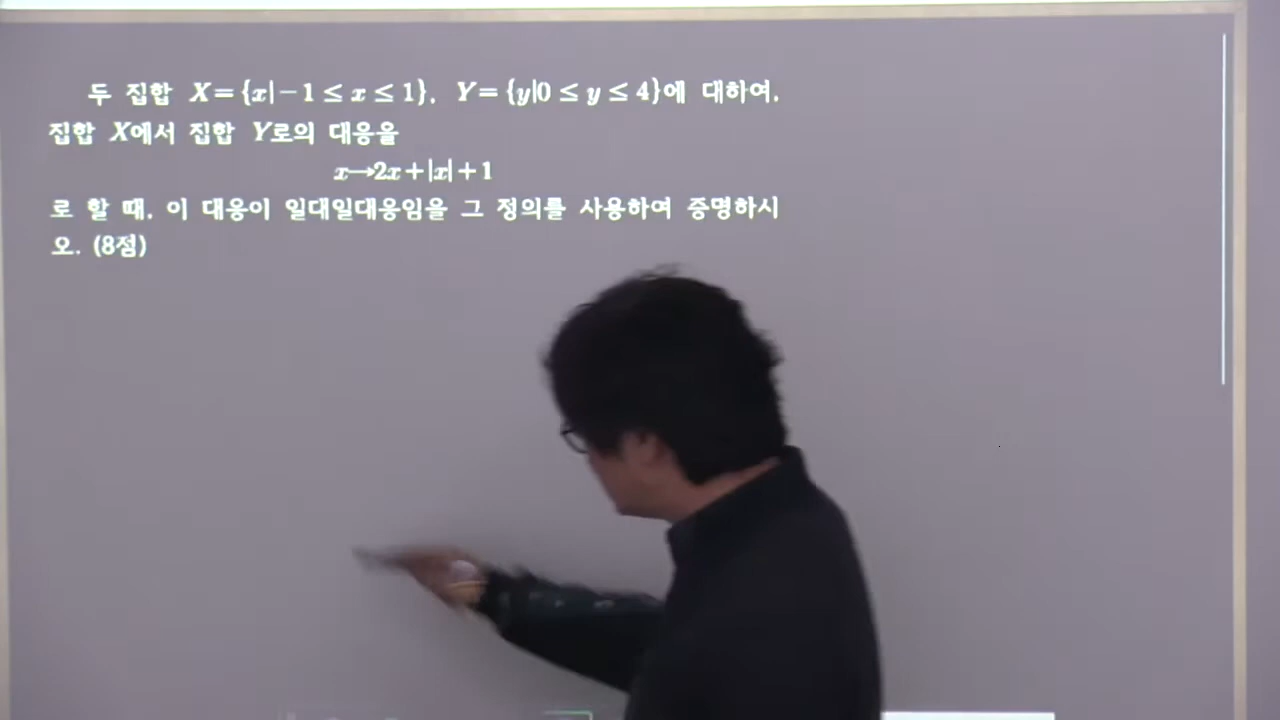 두 집합 X={x|-1≤x≤1}, Y={y|0≤y≤4}에 대하여,
집합 X에서 집합 Y로의 대응을
x→2x+|x|+1
로 할 때, 이 대응이 일대일대응임을 그 정의를 사용하여 증명하시
오. (8점)